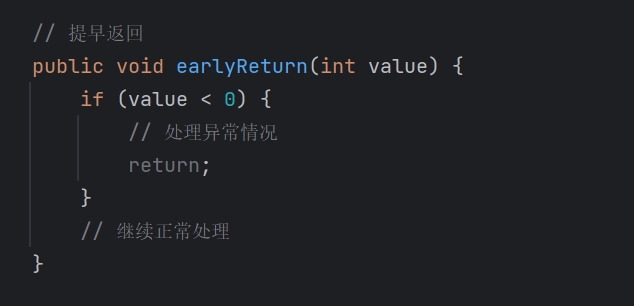 // 提早返回
public void earlyReturn(int value) {
    if (value < 0) {
        // 处理异常情况
        return;
    }
    // 继续正常处理
}